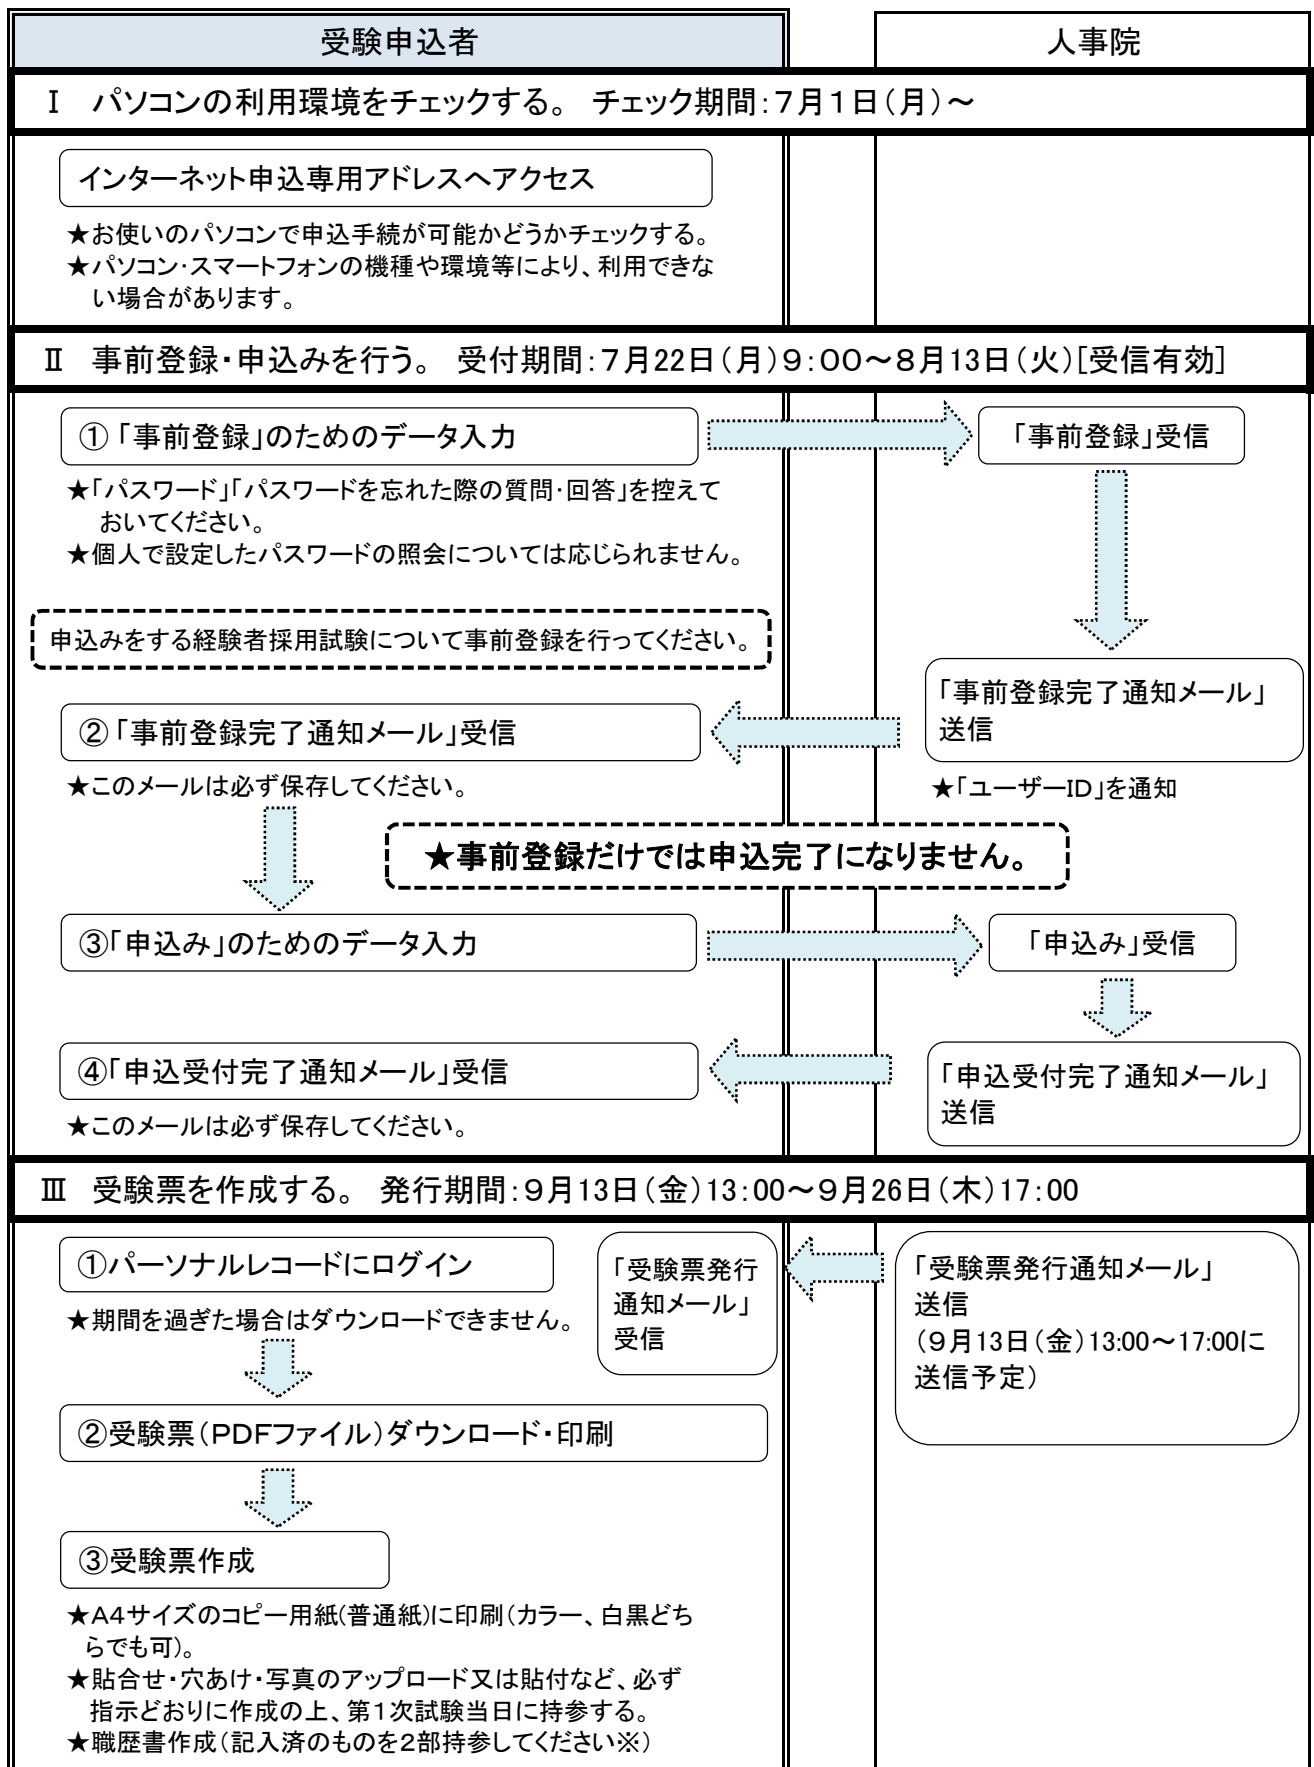 受験申込者
人事院
Ⅰ パソコンの利用環境をチェックする。 チェック期間：７月１日（月）～
インターネット申込専用アドレスへアクセス
★お使いのパソコンで申込手続が可能かどうかチェックする。
★パソコン・スマートフォンの機種や環境等により、利用できな
い場合があります。
Ⅱ 事前登録・申込みを行う。 受付期間：７月22日（月）９：００～８月13日（火）[受信有効]
①「事前登録」のためのデータ入力
「事前登録」受信
★「パスワード」「パスワードを忘れた際の質問・回答」を控えて
おいてください。
★個人で設定したパスワードの照会については応じられません。
申込みをする経験者採用試験について事前登録を行ってください。
「事前登録完了通知メール」
送信
②「事前登録完了通知メール」受信
★このメールは必ず保存してください。
★「ユーザーＩＤ」を通知
★事前登録だけでは申込完了になりません。
③「申込み」のためのデータ入力
「申込み」受信
④「申込受付完了通知メール」受信
「申込受付完了通知メール」
送信
★このメールは必ず保存してください。
Ⅲ 受験票を作成する。 発行期間：９月13日（金）13：00～９月26日（木）17：00
①パーソナルレコードにログイン
★期間を過ぎた場合はダウンロードできません。
「受験票発行
通知メール」
受信
「受験票発行通知メール」
送信
（９月13日（金）13：00～17：00に
送信予定）
②受験票（ＰＤＦファイル）ダウンロード・印刷
③受験票作成
★Ａ４サイズのコピー用紙(普通紙)に印刷（カラー、白黒どち
らでも可）。
★貼合せ・穴あけ・写真のアップロード又は貼付など、必ず
指示どおりに作成の上、第１次試験当日に持参する。
★職歴書作成（記入済のものを２部持参してください※）